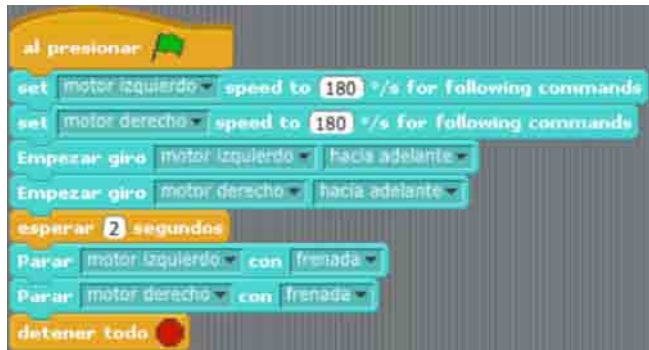 al presionar
set motor izquierdo speed to 180 °/s for following commands
set motor derecho speed to 180 °/s for following commands
Empezar giro motor izquierdo hacia adelante
Empezar giro motor derecho hacia adelante
esperar 2 segundos
Parar motor izquierdo con frenada
Parar motor derecho con frenada
detener todo